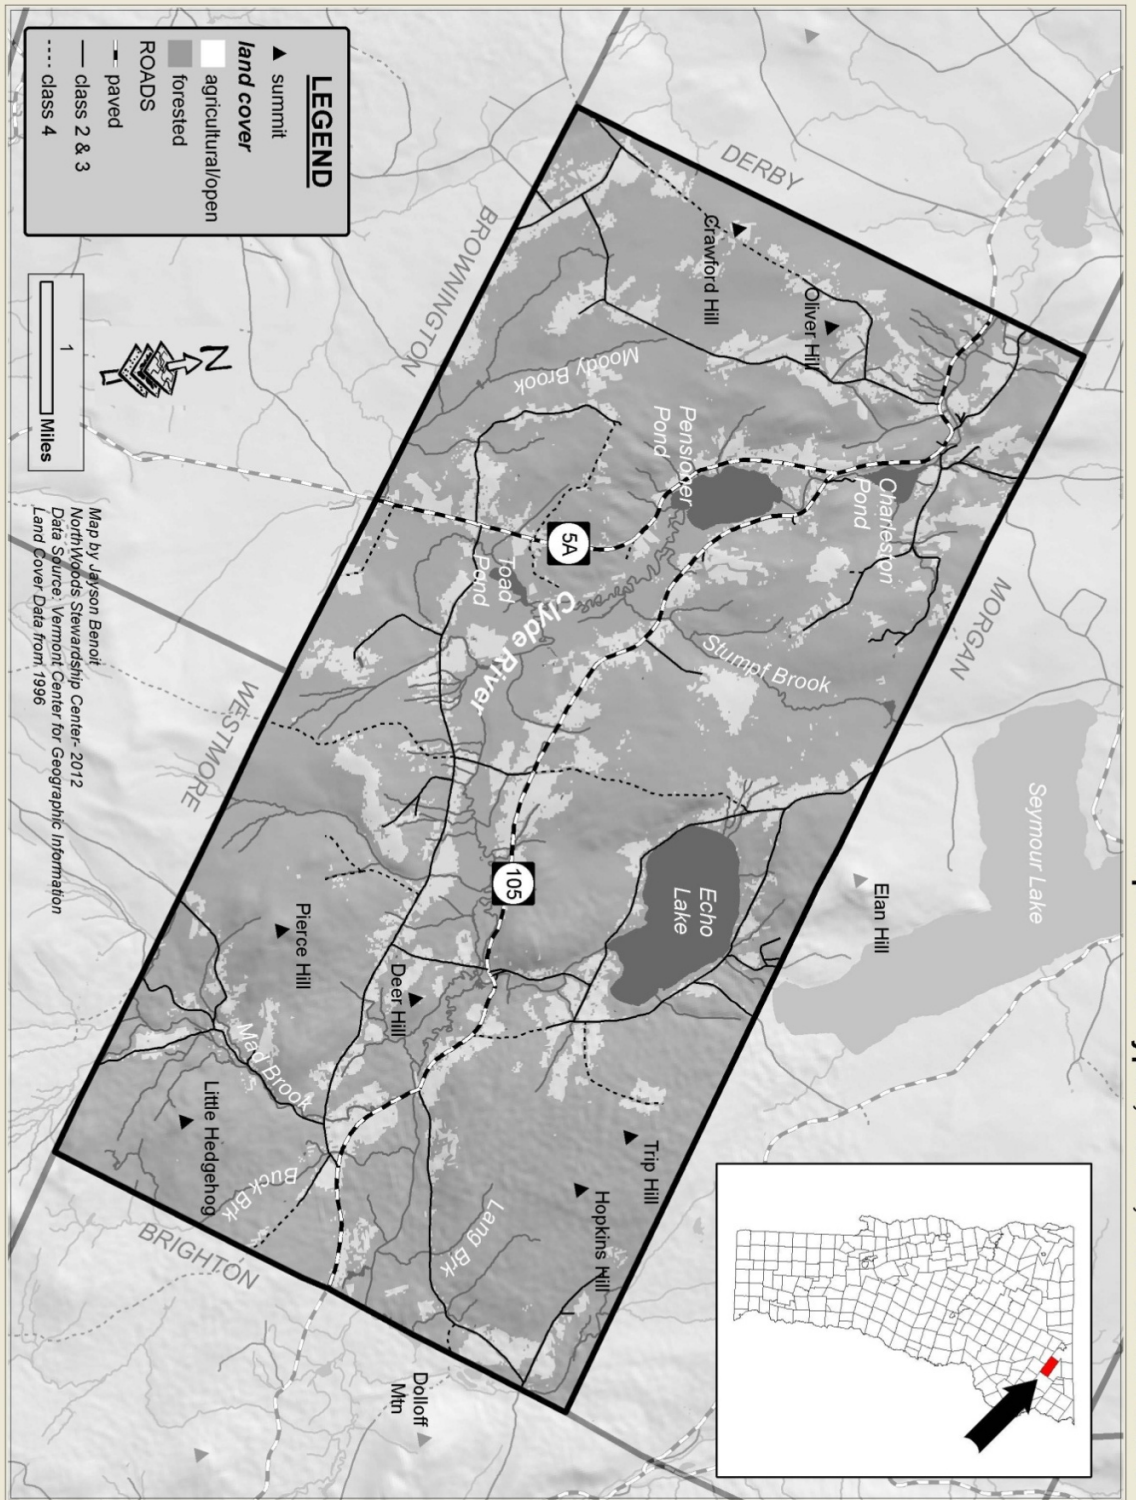 LEGEND
summit
land cover
agricultural/open
forested
ROADS
paved
class 2 & 3
class 4
1
Miles
N
Map by Jayson Benoit
NorthWoods Stewardship Center- 2012
Data Source: Vermont Center for Geographic Information
Land Cover Data from 1996
DERBY
BROWNINGTON
MORGAN
WESTMORE
BRIGHTON
Crawford Hill
Oliver Hill
Moody Brook
Pensioner
Pond
Charleston
Pond
5A
Toad
Pond
Clyde River
Stumpf Brook
Seymour Lake
Elan Hill
Echo
Lake
105
Pierce Hill
Deer Hill
Mad Brook
Little Hedgehog
Buck Brk
Lang Brk
Trip Hill
Hopkins Hill
Dolloff
Mtn